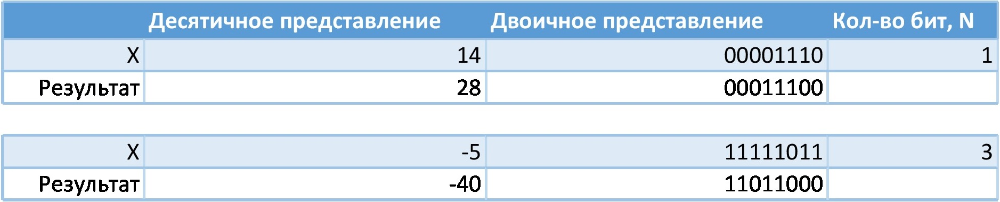 Десятичное представление Двоичное представление Кол-во бит, N
X 14 00001110 1
Результат 28 00011100
X -5 11111011 3
Результат -40 11011000